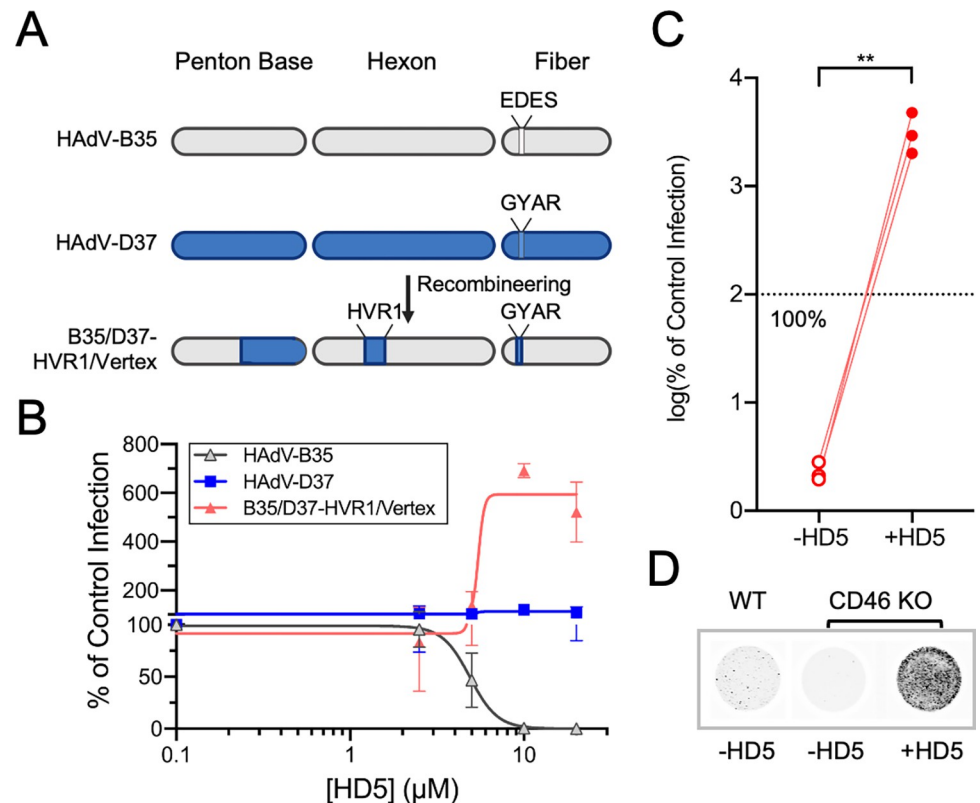 A
Penton Base Hexon Fiber
EDES
HAdV-B35
GYAR
HAdV-D37
Recombineering
HVR1 GYAR
B35/D37-
HVR1/Vertex
B
800
600
400
200
100
50
0
% of Control Infection
HAdV-B35
HAdV-D37
B35/D37-HVR1/Vertex
0.1 1 10
[HD5] (µM)
C
**
4
3
2
1
0
log(% of Control Infection)
100%
-HD5 +HD5
D
WT CD46 KO
-HD5 -HD5 +HD5